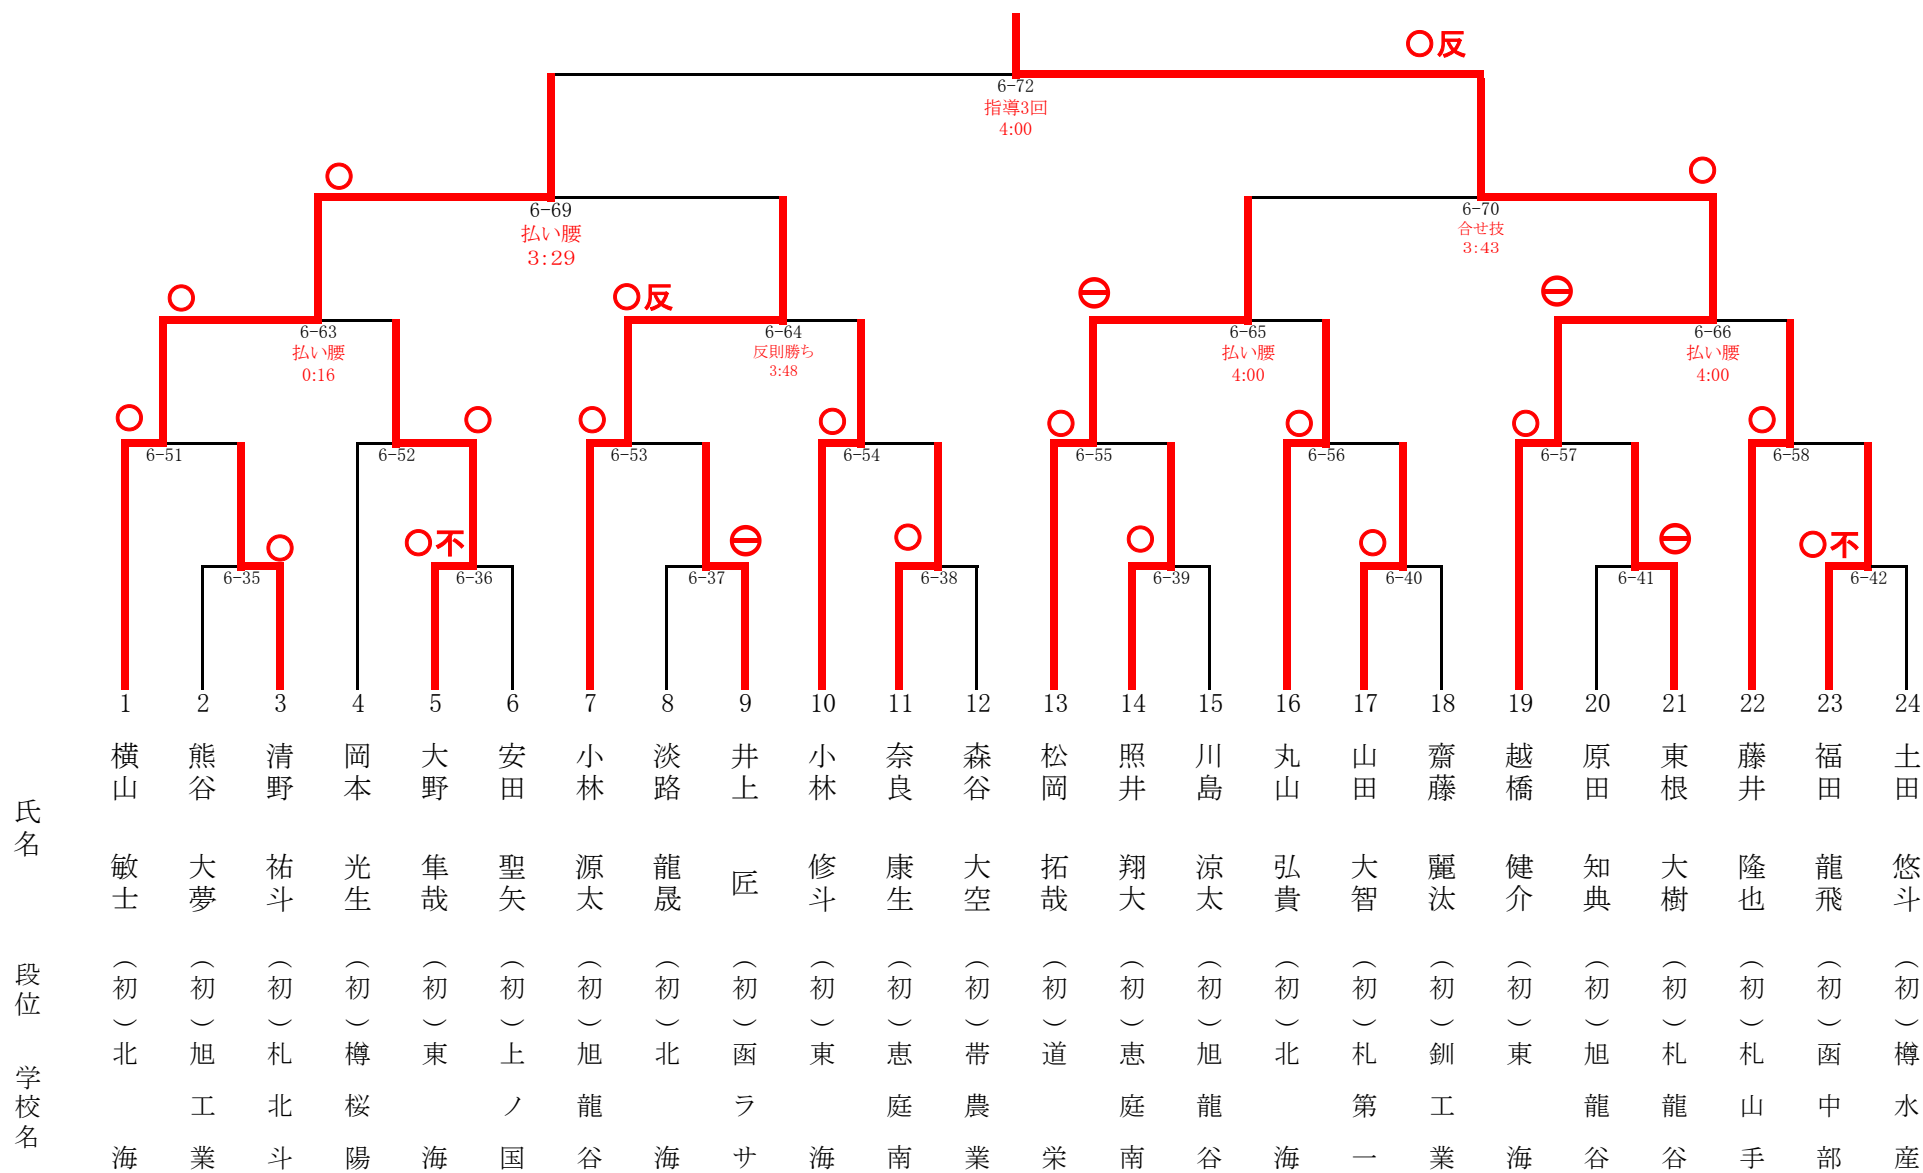 ○反
6-72
指導3回
4:00
○
○
6-69
払い腰
3:29
6-70
合せ技
3:43
○
○反
6-63
払い腰
0:16
6-64
反則勝ち
3:48
6-65
払い腰
4:00
6-66
払い腰
4:00
○
○
○
○
○
○
○
○
6-51
6-52
6-53
6-54
6-55
6-56
6-57
6-58
○
○不
○
○
○
○不
6-35
6-36
6-37
6-38
6-39
6-40
6-41
6-42
1 2 3 4 5 6 7 8 9 10 11 12 13 14 15 16 17 18 19 20 21 22 23 24
氏名
段位
学校名
横山 敏士 (初) 北海
熊谷 大夢 (初) 旭工業
清野 祐斗 (初) 札北斗
岡本 光生 (初) 樽桜陽
大野 隼哉 (初) 東海
安田 聖矢 (初) 上ノ国
小林 源太 (初) 旭龍谷
淡路 龍晟 (初) 北海
井上 匠 (初) 函ラサ
小林 修斗 (初) 東海
奈良 康生 (初) 恵庭南
森谷 大空 (初) 帯農業
松岡 拓哉 (初) 道栄
照井 翔大 (初) 恵庭南
川島 涼太 (初) 旭龍谷
丸山 弘貴 (初) 北海
山田 大智 (初) 札第一
齋藤 麗汰 (初) 釧工業
越橋 健介 (初) 東海
原田 知典 (初) 旭龍谷
東根 大樹 (初) 札龍谷
藤井 隆也 (初) 札山手
福田 龍飛 (初) 函中部
土田 悠斗 (初) 樽水産